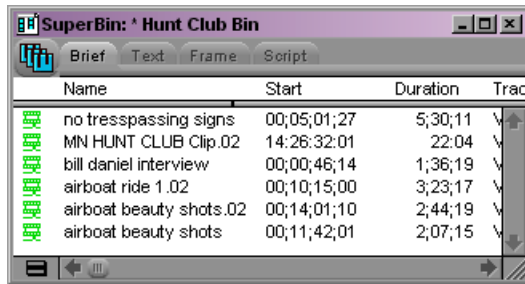 SuperBin: * Hunt Club Bin
Brief Text Frame Script
Name Start Duration Trac
no tresspassing signs 00;05;01;27 5;30;11 V
MN HUNT CLUB Clip.02 14:26:32:01 22:04 V
bill daniel interview 00;00;46;14 1;36;19 V
airboat ride 1.02 00;10;15;00 3;23;17 V
airboat beauty shots.02 00;14;01;10 2;44;19 V
airboat beauty shots 00;11;42;01 2;07;15 V